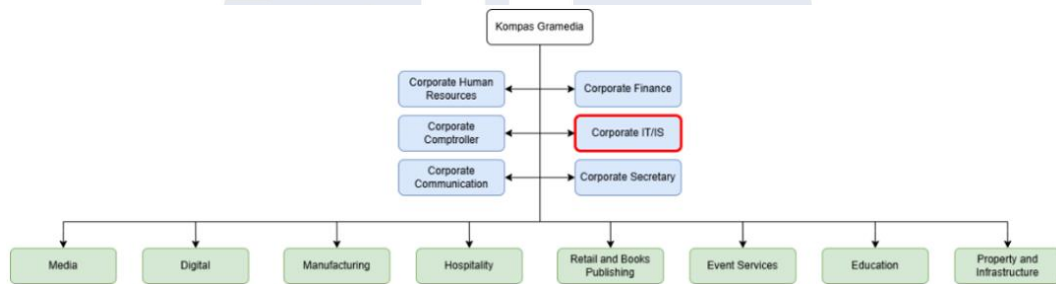 Kompas Gramedia
Corporate Human
Resources
Corporate Finance
Corporate
Comptroller
Corporate IT/IS
Corporate
Communication
Corporate Secretary
Media
Digital
Manufacturing
Hospitality
Retail and Books
Publishing
Event Services
Education
Property and
Infrastructure